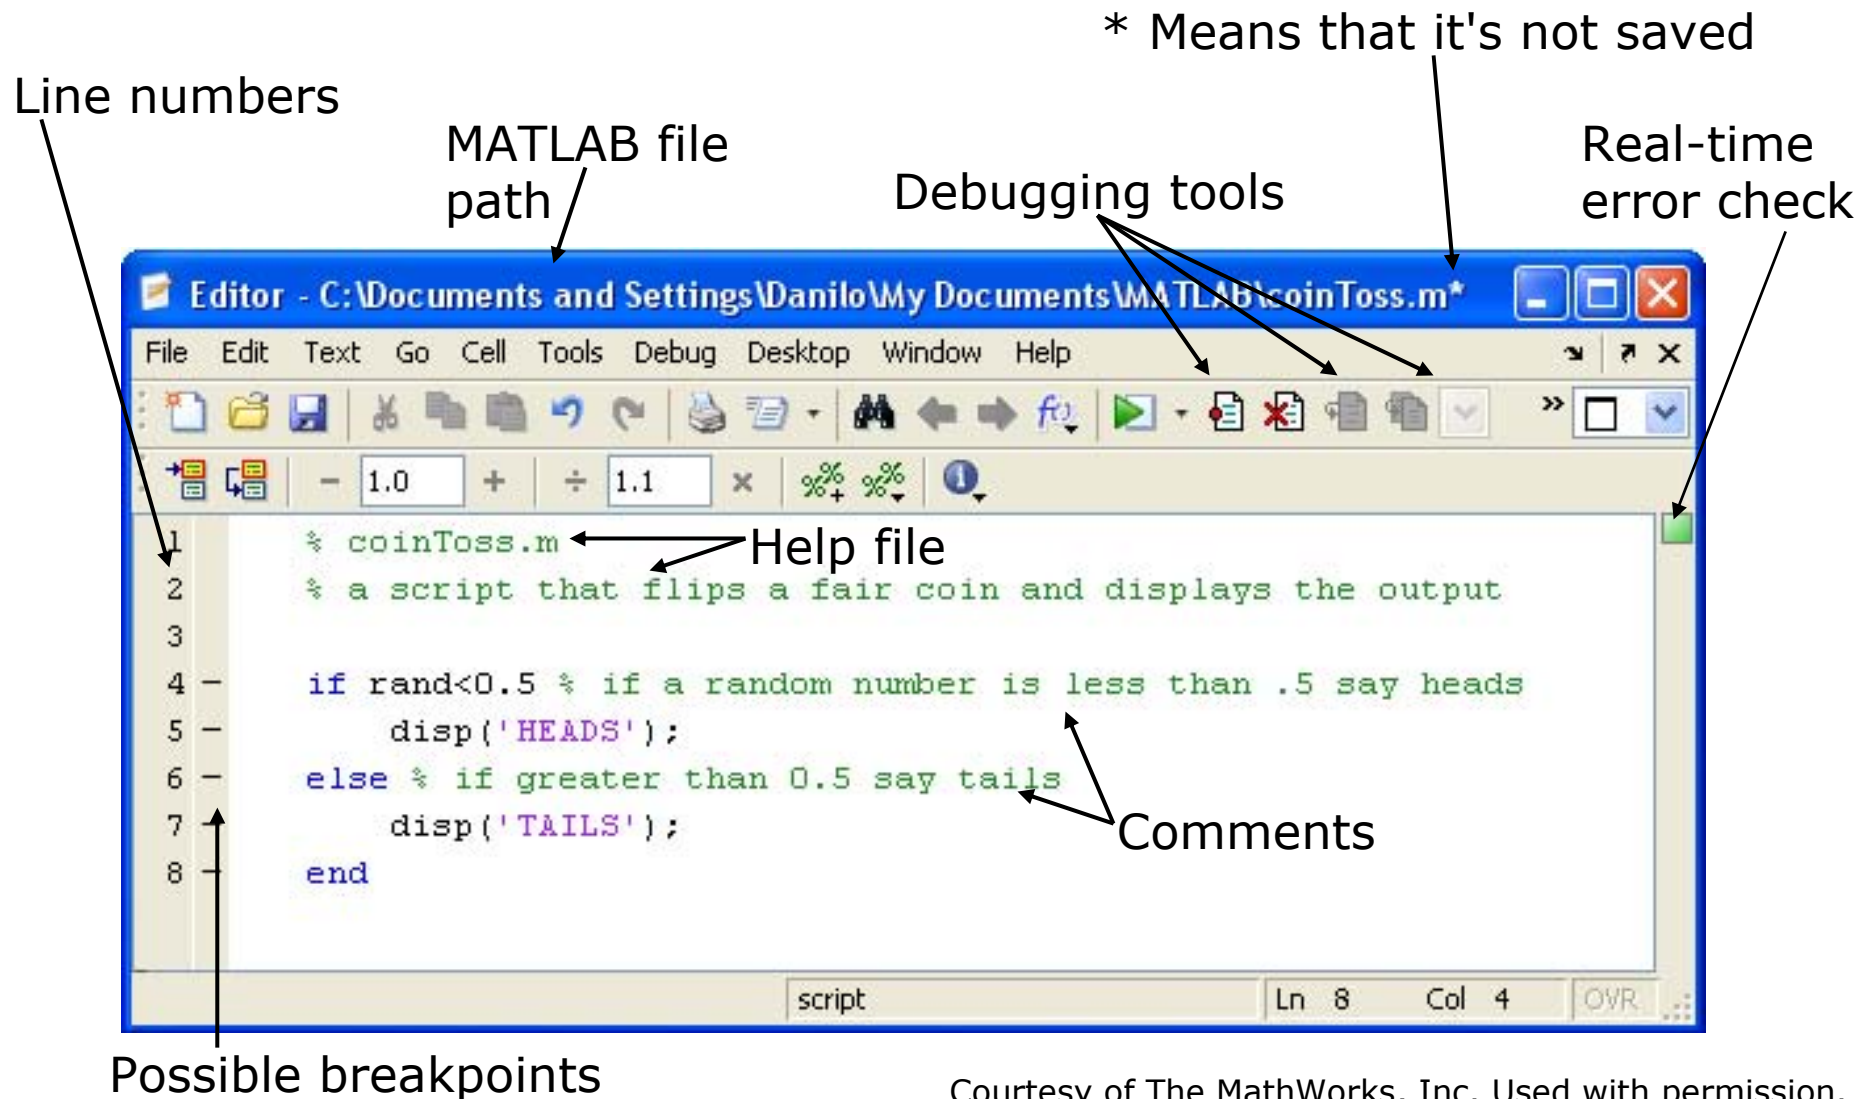 * Means that it's not saved
Line numbers
MATLAB file
path
Debugging tools
Real-time
error check
Editor - C:\Documents and Settings\Danilo\My Documents\MATLAB\coinToss.m*
File Edit Text Go Cell Tools Debug Desktop Window Help
- 1.0 + ÷ 1.1 ×
1 % coinToss.m
Help file
2 % a script that flips a fair coin and displays the output
3
4 - if rand<0.5 % if a random number is less than .5 say heads
5 - disp('HEADS');
6 - else % if greater than 0.5 say tails
7 - disp('TAILS');
Comments
8 - end
script Ln 8 Col 4 OVR
Possible breakpoints
Courtesy of The MathWorks, Inc. Used with permission.